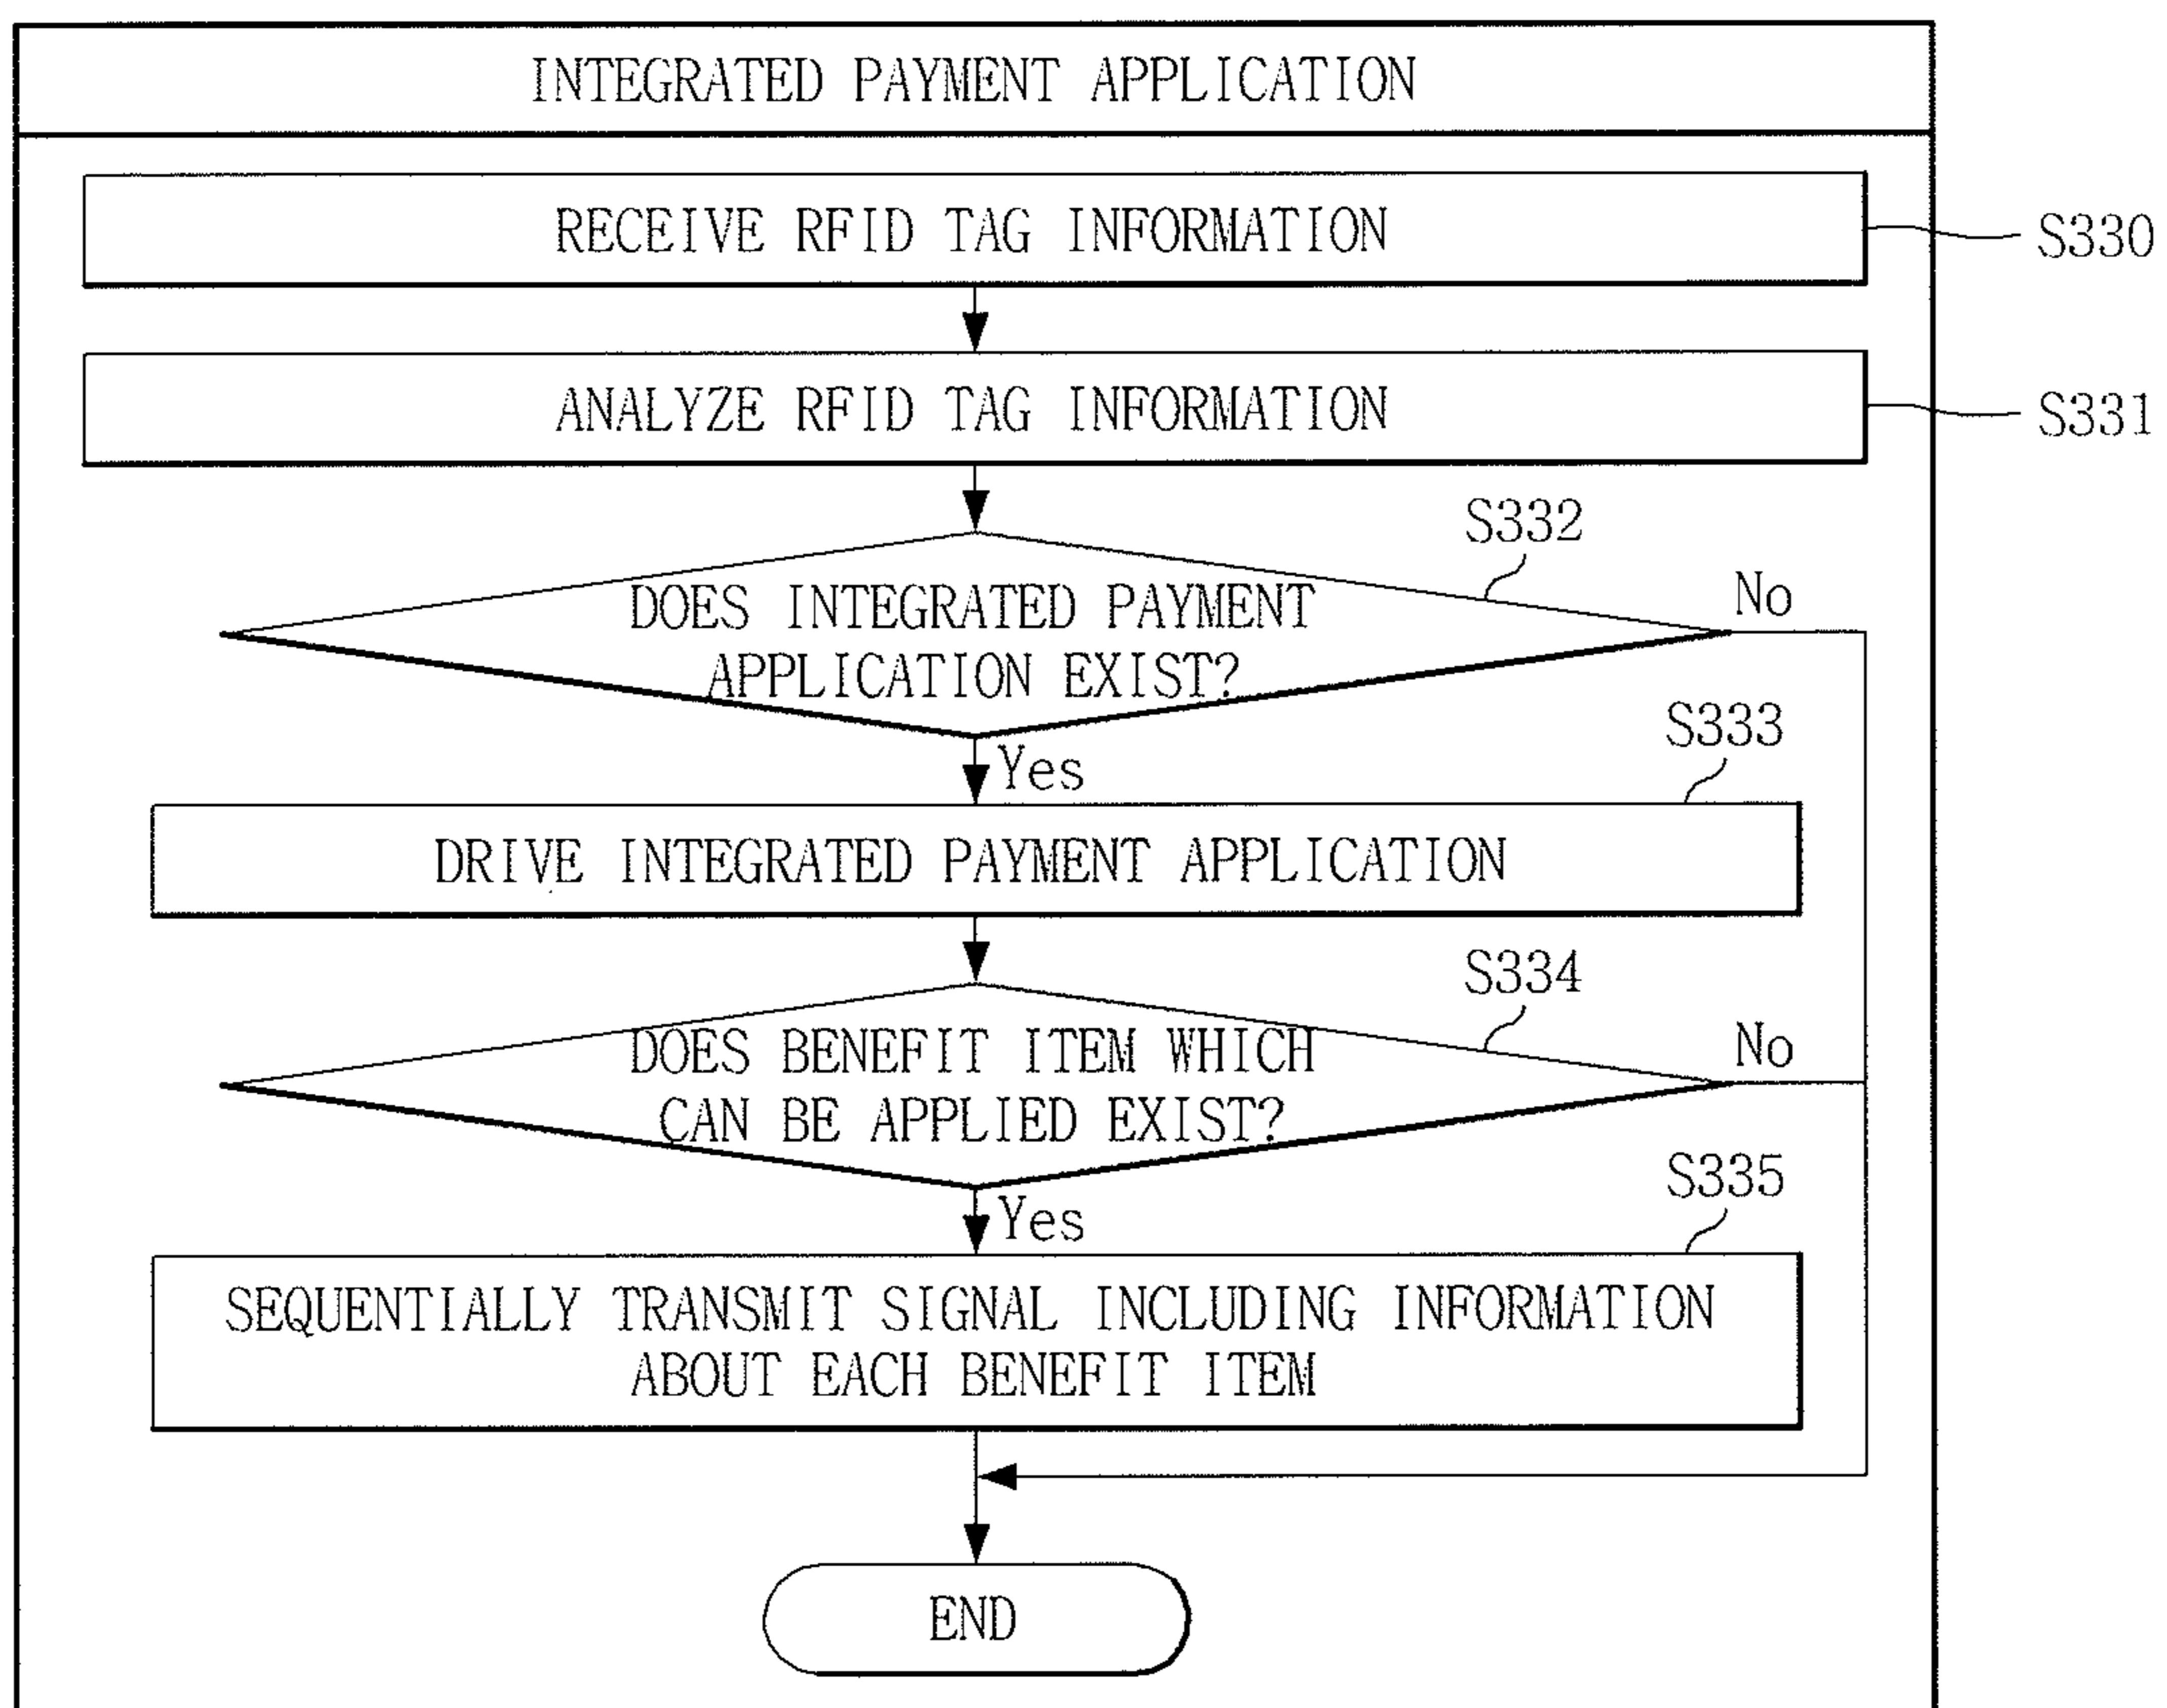 INTEGRATED PAYMENT APPLICATION
RECEIVE RFID TAG INFORMATION
S330
ANALYZE RFID TAG INFORMATION
S331
S332
DOES INTEGRATED PAYMENT
APPLICATION EXIST?
No
Yes
S333
DRIVE INTEGRATED PAYMENT APPLICATION
S334
DOES BENEFIT ITEM WHICH
CAN BE APPLIED EXIST?
No
Yes
S335
SEQUENTIALLY TRANSMIT SIGNAL INCLUDING INFORMATION
ABOUT EACH BENEFIT ITEM
END